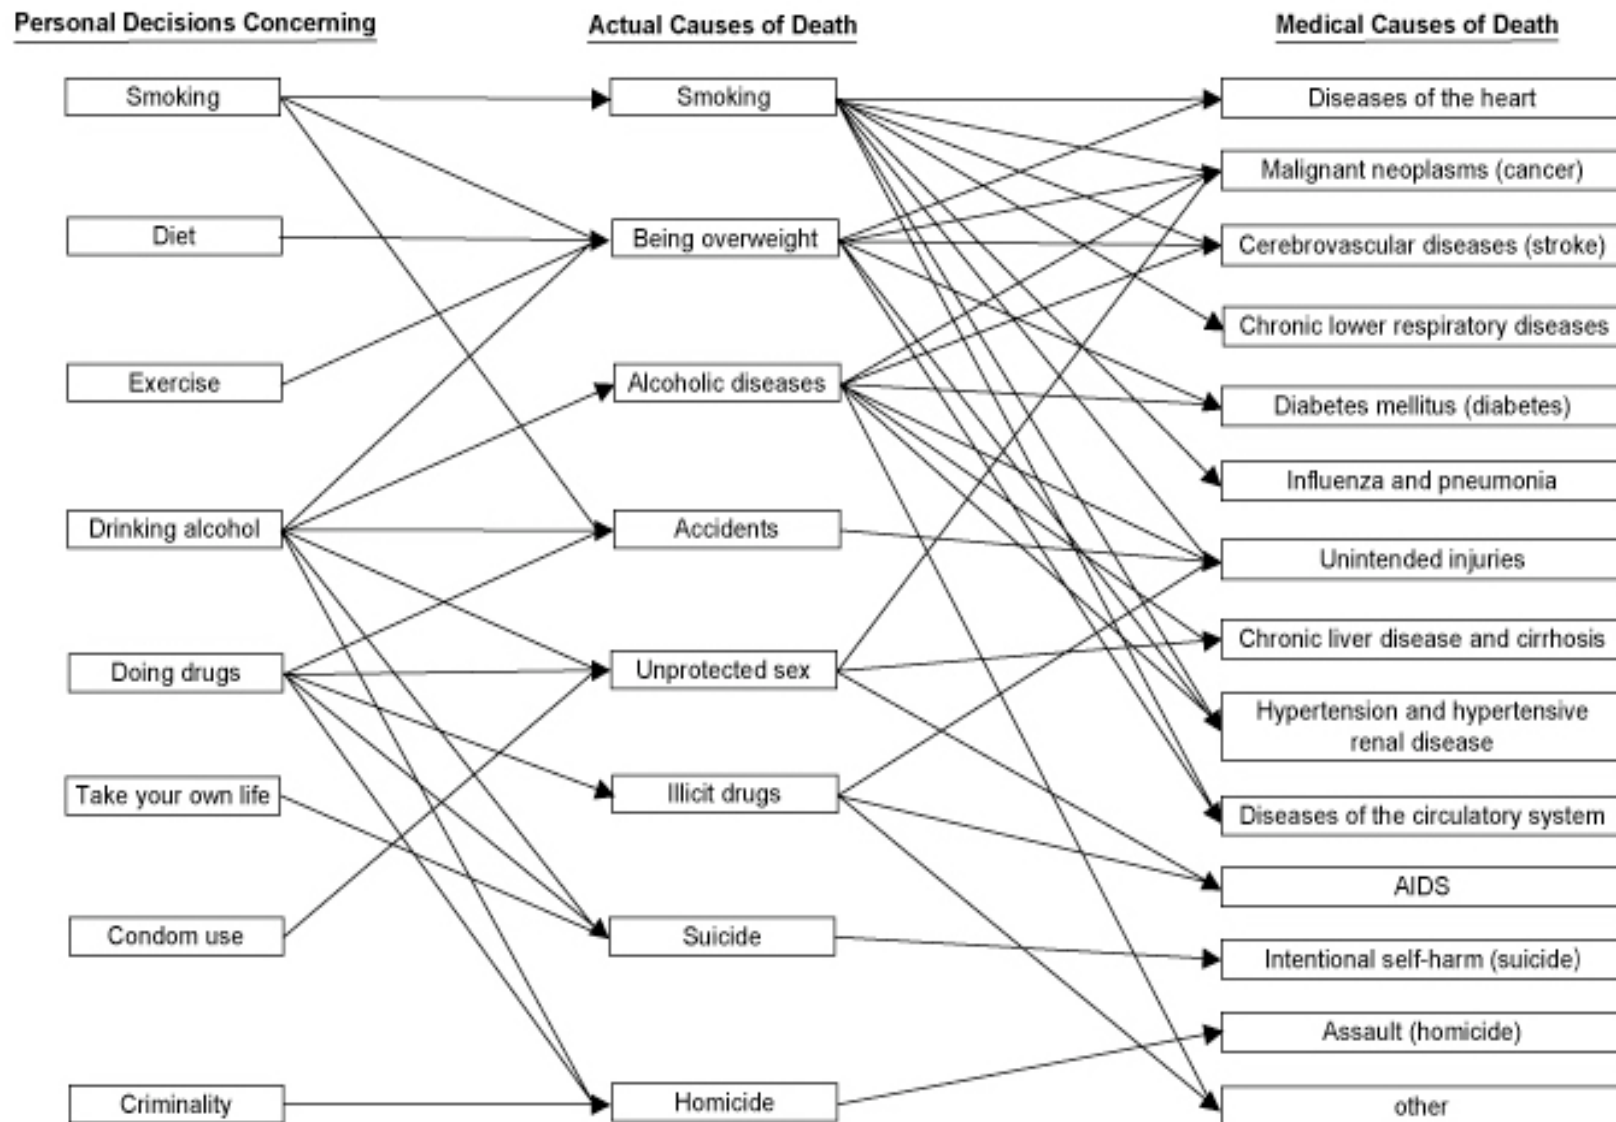 Personal Decisions Concerning
Actual Causes of Death
Medical Causes of Death
Smoking
Smoking
Diseases of the heart
Malignant neoplasms (cancer)
Diet
Being overweight
Cerebrovascular diseases (stroke)
Chronic lower respiratory diseases
Exercise
Alcoholic diseases
Diabetes mellitus (diabetes)
Influenza and pneumonia
Drinking alcohol
Accidents
Unintended injuries
Chronic liver disease and cirrhosis
Doing drugs
Unprotected sex
Hypertension and hypertensive
renal disease
Take your own life
Illicit drugs
Diseases of the circulatory system
AIDS
Condom use
Suicide
Intentional self-harm (suicide)
Assault (homicide)
Criminality
Homicide
other